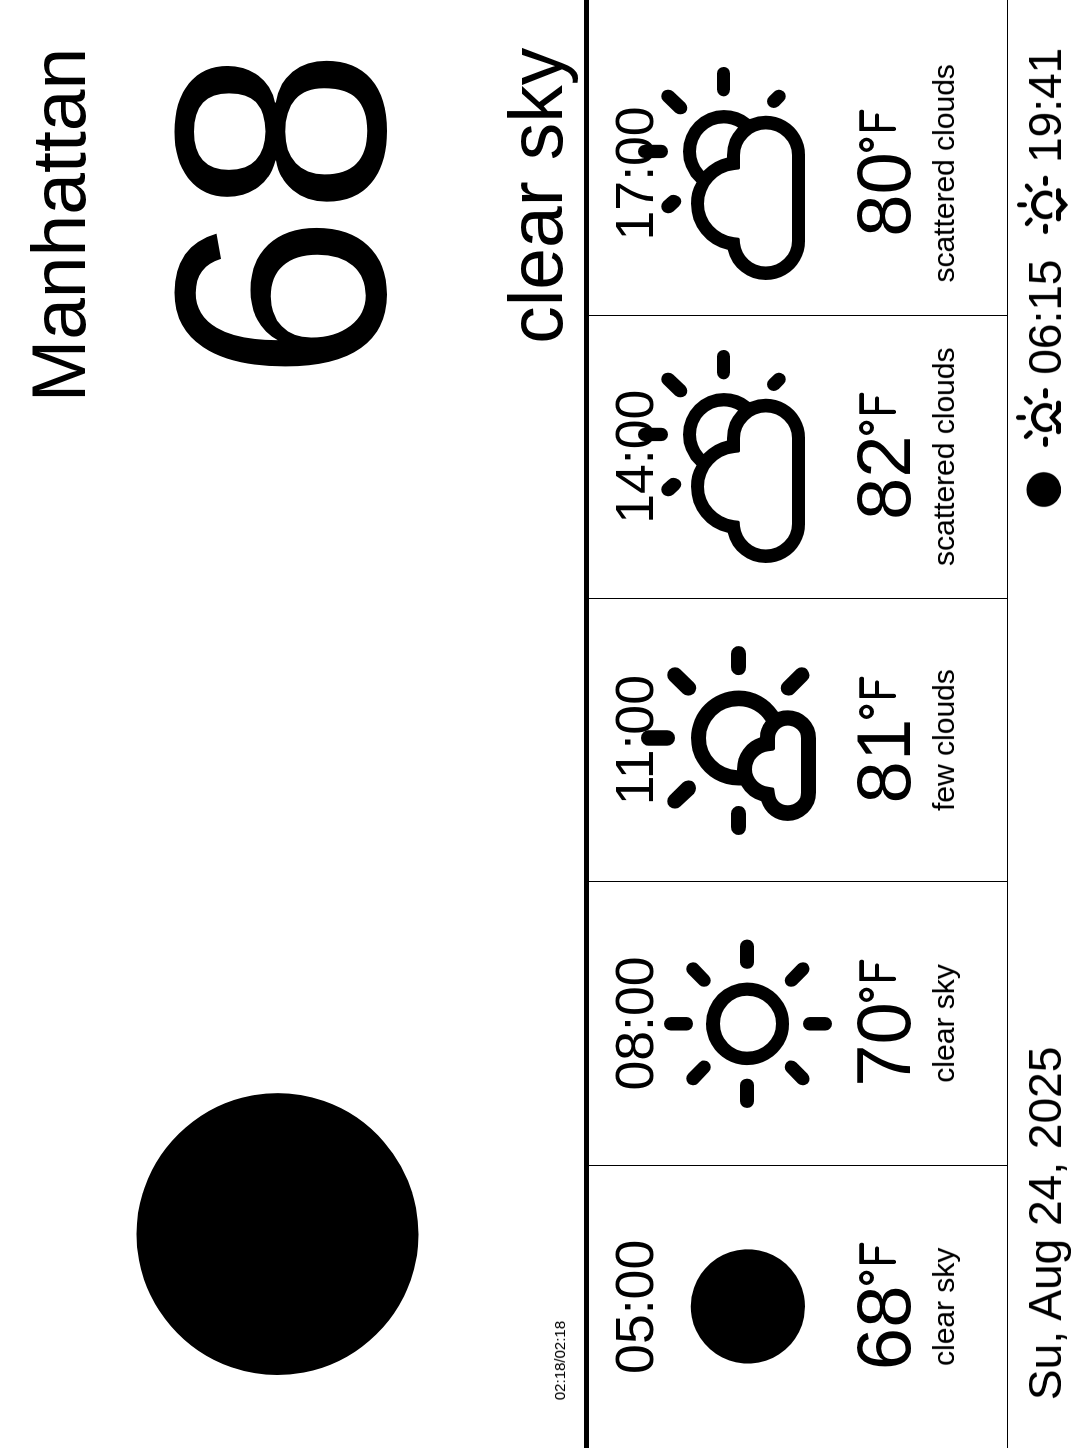 Manhattan
68
clear sky
02:18/02:18
05:00
68°F
clear sky
08:00
70°F
clear sky
11:00
81°F
few clouds
14:00
82°F
scattered clouds
17:00
80°F
scattered clouds
Su, Aug 24, 2025
06:15
19:41